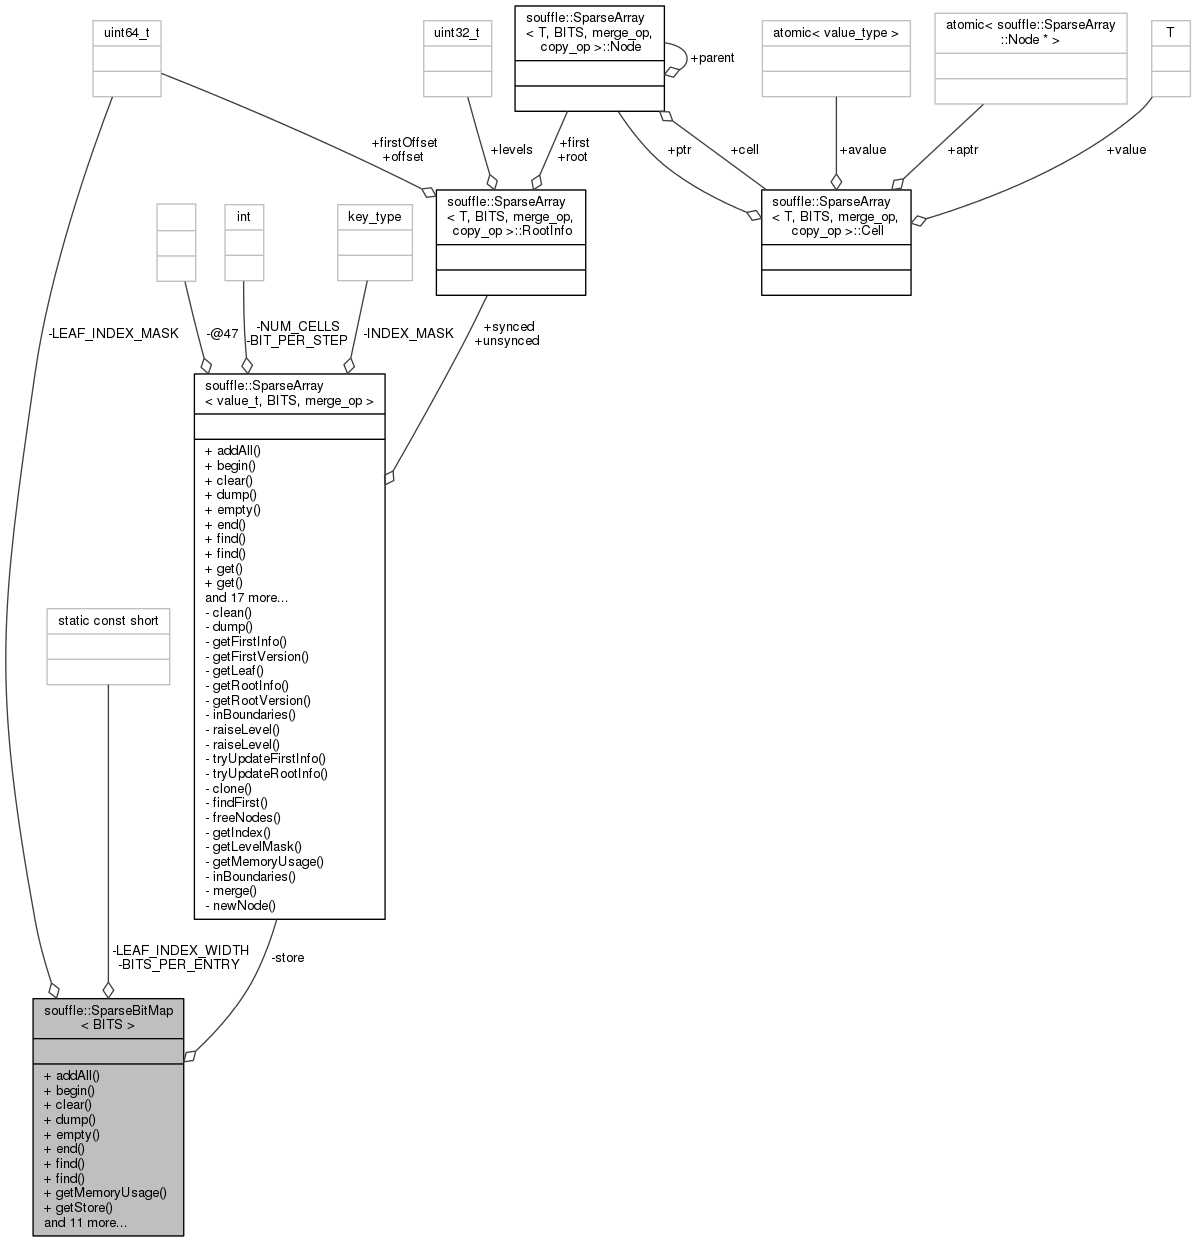 souffle::SparseArray
< T, BITS, merge_op,
copy_op >::Node
uint64_t
uint32_t
atomic< value_type >
atomic< souffle::SparseArray
::Node * >
T
+parent
+firstOffset
+offset
+levels
+first
+root
+ptr
+cell
+avalue
+aptr
+value
souffle::SparseArray
< T, BITS, merge_op,
copy_op >::RootInfo
souffle::SparseArray
< T, BITS, merge_op,
copy_op >::Cell
int
key_type
-LEAF_INDEX_MASK
-@47
-NUM_CELLS
-BIT_PER_STEP
-INDEX_MASK
+synced
+unsynced
souffle::SparseArray
< value_t, BITS, merge_op >
+ addAll()
+ begin()
+ clear()
+ dump()
+ empty()
+ end()
+ find()
+ find()
+ get()
+ get()
and 17 more...
- clean()
- dump()
- getFirstInfo()
- getFirstVersion()
- getLeaf()
- getRootInfo()
- getRootVersion()
- inBoundaries()
- raiseLevel()
- raiseLevel()
- tryUpdateFirstInfo()
- tryUpdateRootInfo()
- clone()
- findFirst()
- freeNodes()
- getIndex()
- getLevelMask()
- getMemoryUsage()
- inBoundaries()
- merge()
- newNode()
static const short
-LEAF_INDEX_WIDTH
-BITS_PER_ENTRY
-store
souffle::SparseBitMap
< BITS >
+ addAll()
+ begin()
+ clear()
+ dump()
+ empty()
+ end()
+ find()
+ find()
+ getMemoryUsage()
+ getStore()
and 11 more...